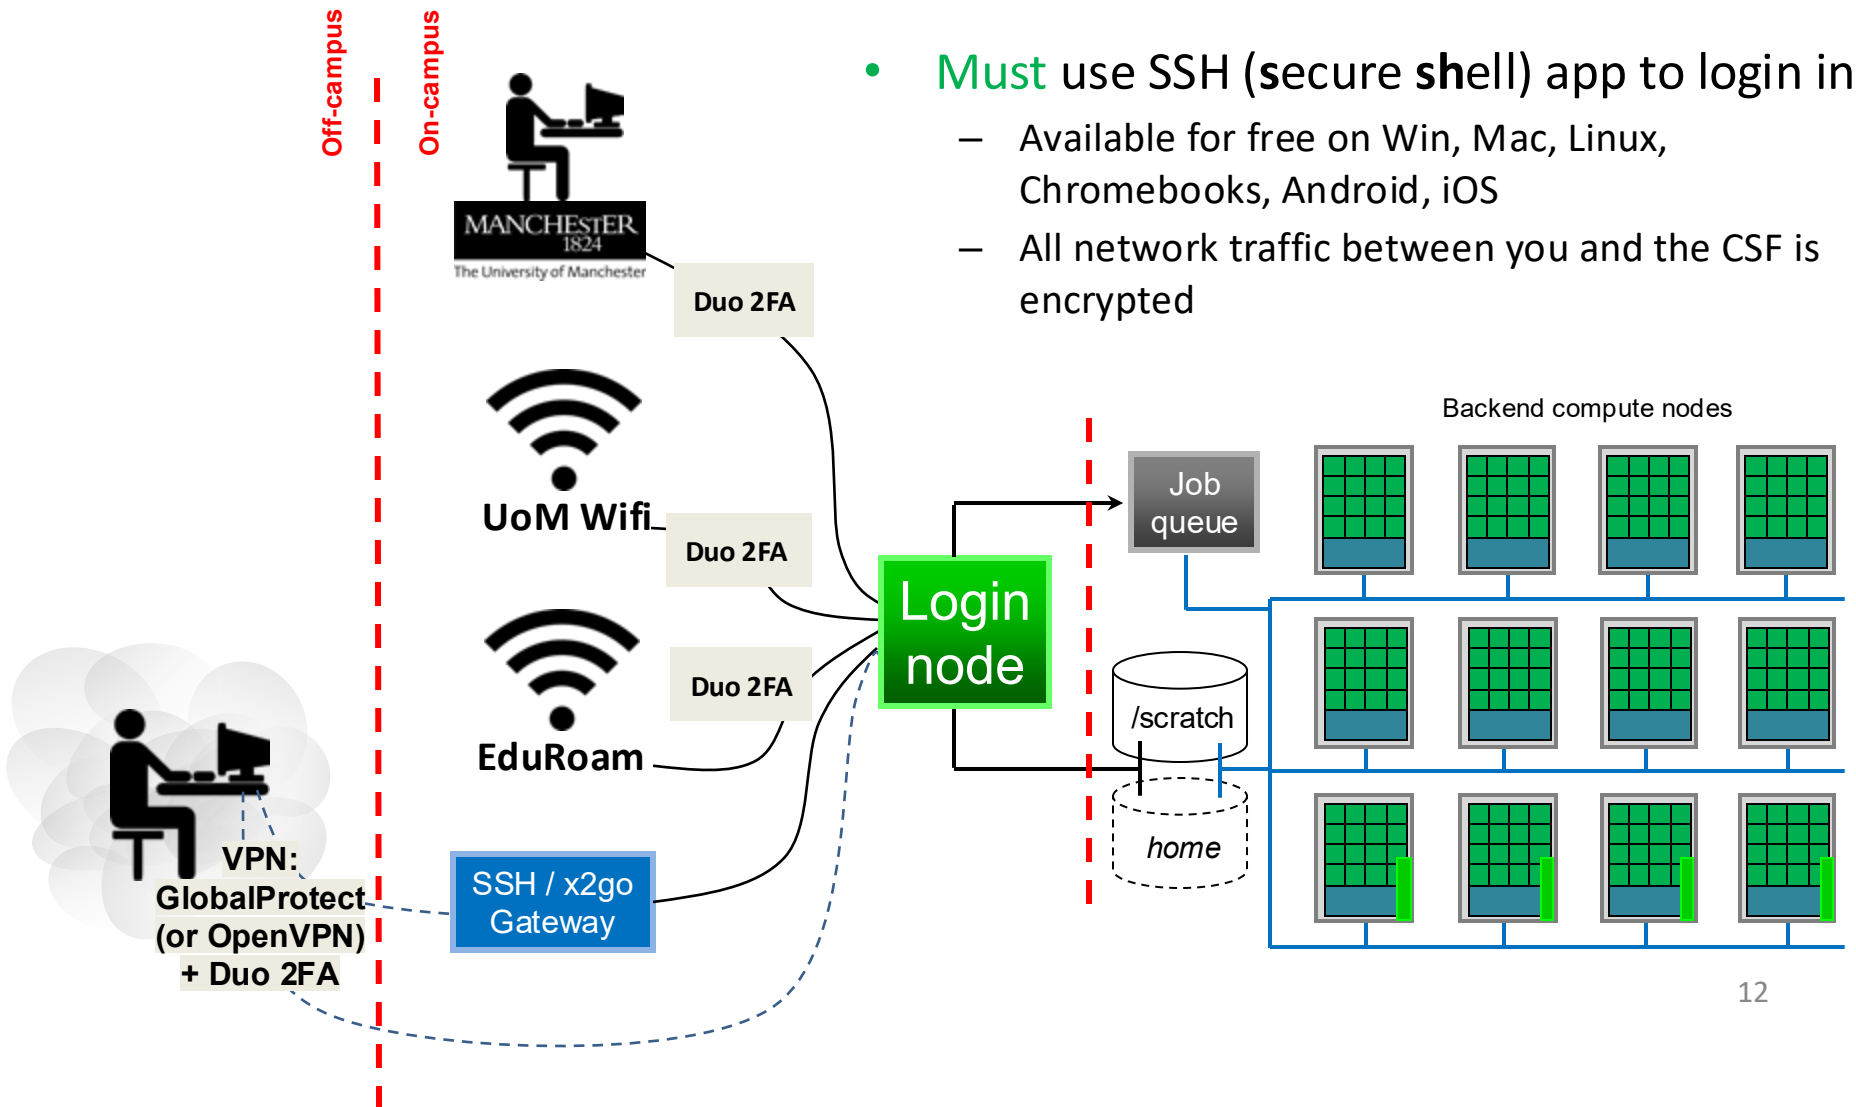 Off-campus
On-campus
• Must use SSH (secure shell) app to login in
– Available for free on Win, Mac, Linux,
Chromebooks, Android, iOS
– All network traffic between you and the CSF is
encrypted
MANCHESTER
1824
The University of Manchester
Duo 2FA
UoM Wifi
Duo 2FA
EduRoam
Duo 2FA
VPN:
GlobalProtect
(or OpenVPN)
+ Duo 2FA
SSH / x2go
Gateway
Login
node
Job
queue
/scratch
home
Backend compute nodes
12